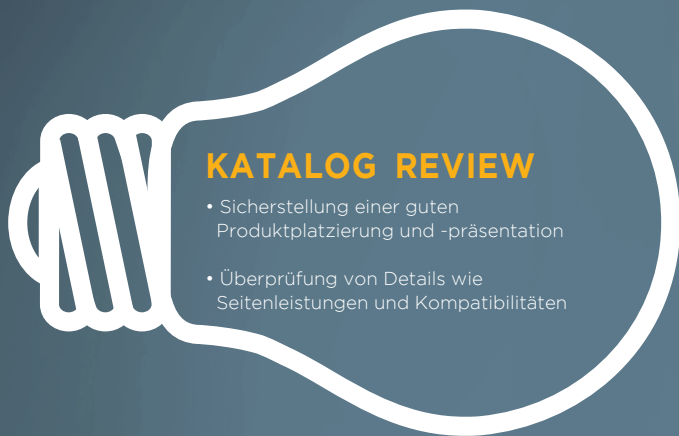 KATALOG REVIEW
• Sicherstellung einer guten
Produktplatzierung und -präsentation
• Überprüfung von Details wie
Seitenleistungen und Kompatibilitäten